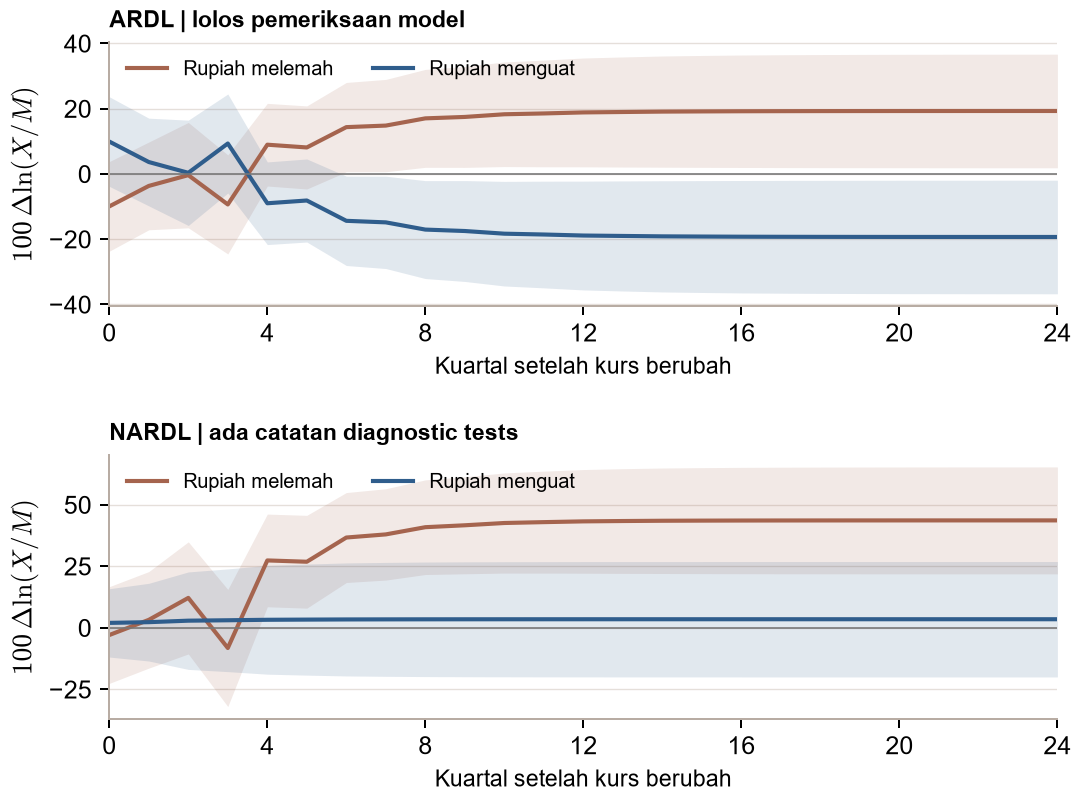 ARDL | lolos pemeriksaan model
Rupiah melemah
Rupiah menguat
100 Δln(X/M)
40
20
0
−20
−40
0 4 8 12 16 20 24
Kuartal setelah kurs berubah
NARDL | ada catatan diagnostic tests
Rupiah melemah
Rupiah menguat
100 Δln(X/M)
50
25
0
−25
0 4 8 12 16 20 24
Kuartal setelah kurs berubah